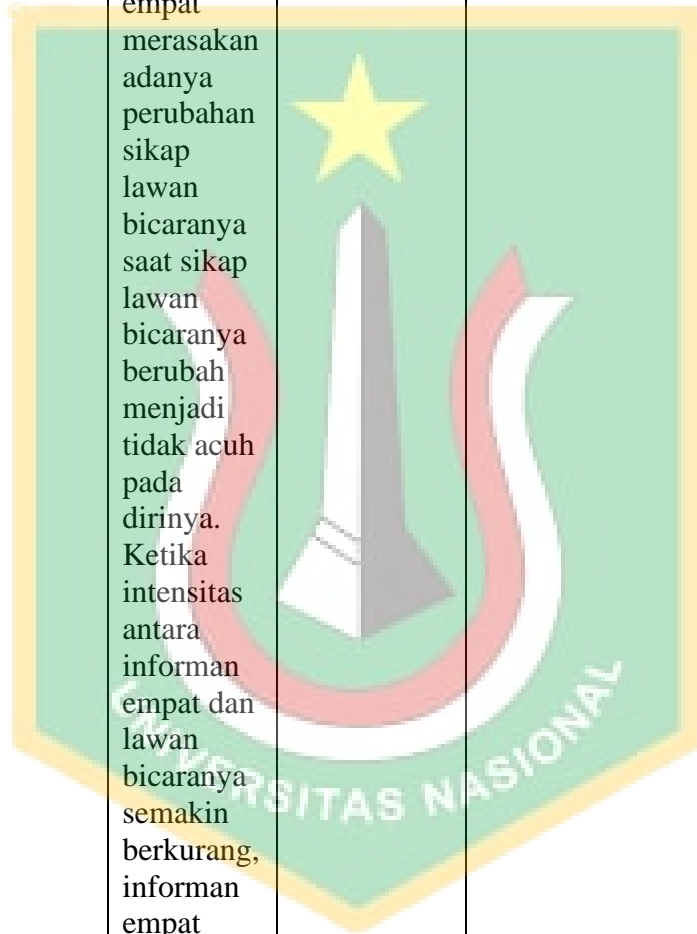 empat
merasakan
adanya
perubahan
sikap
lawan
bicaranya
saat sikap
lawan
bicaranya
berubah
menjadi
tidak acuh
pada
dirinya.
Ketika
intensitas
antara
informan
empat dan
lawan
bicaranya
semakin
berkurang,
informan
empat
UNIVERSITAS NASIONAL